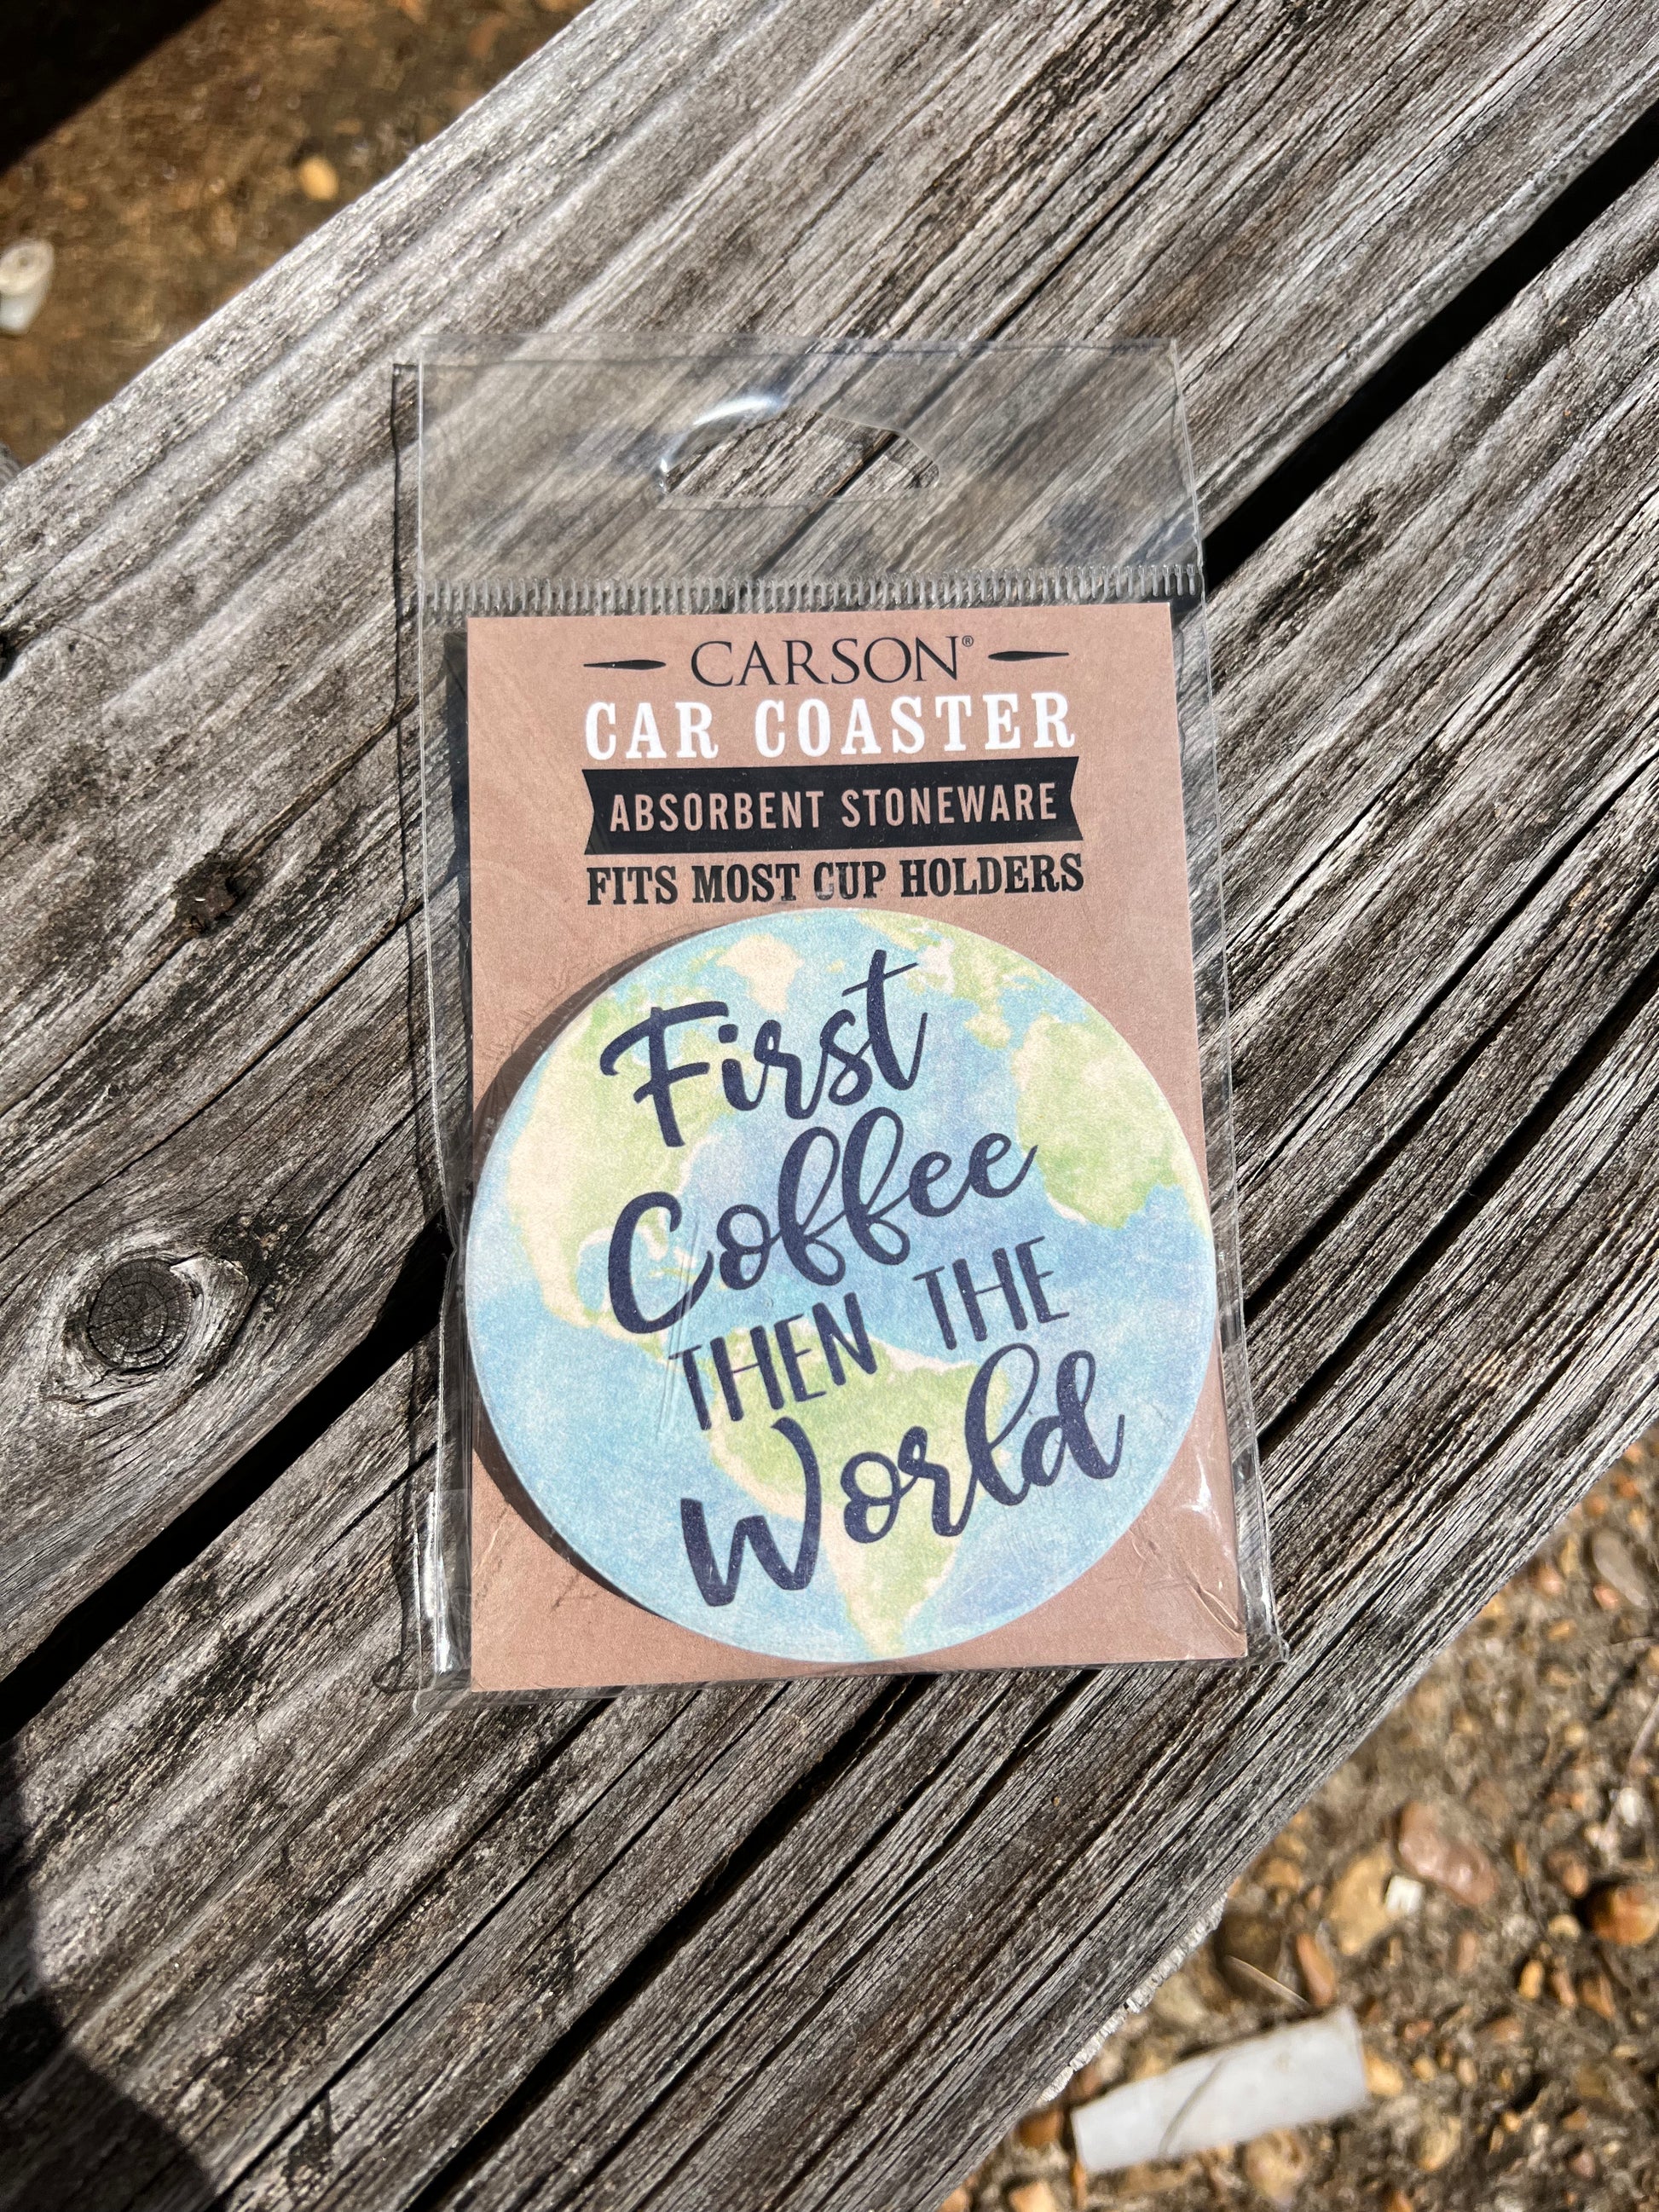 CARSON®
CAR COASTER
ABSORBENT STONEWARE
FITS MOST CUP HOLDERS
First
Coffee
THEN THE
World